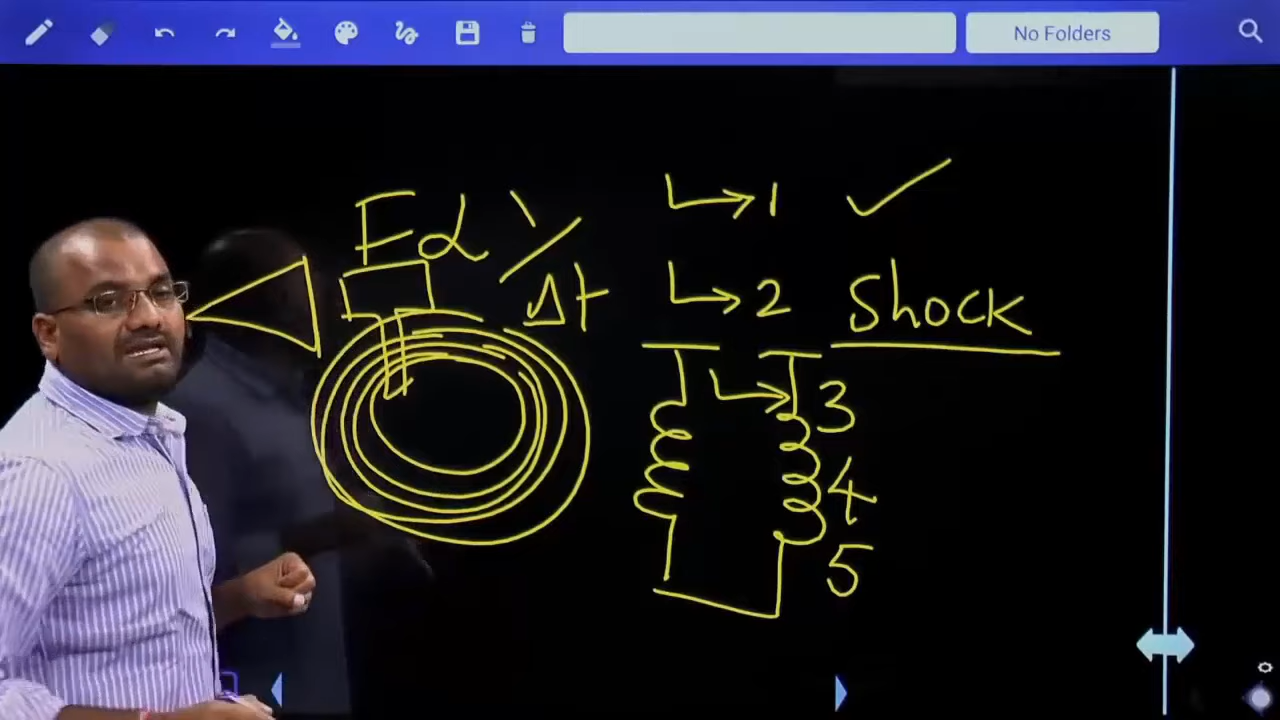 No Folders
F α 1/Δt
↳ 1 ✓
↳ 2 Shock
↳ 3
4
5